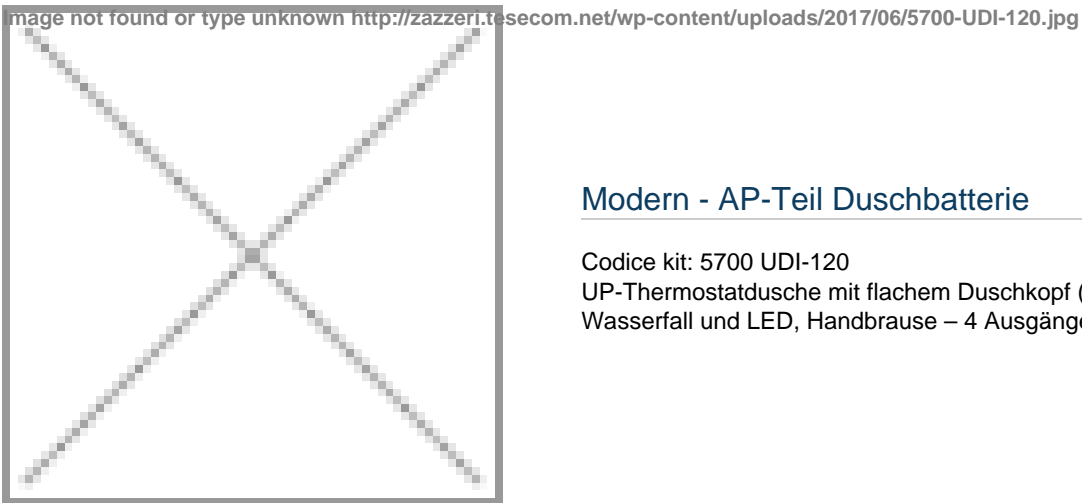 Image not found or type unknown http://zazzeri.tesecom.net/wp-content/uploads/2017/06/5700-UDI-120.jpg
Modern - AP-Teil Duschbatterie
Codice kit: 5700 UDI-120
UP-Thermostatdusche mit flachem Duschkopf (
Wasserfall und LED, Handbrause – 4 Ausgänge